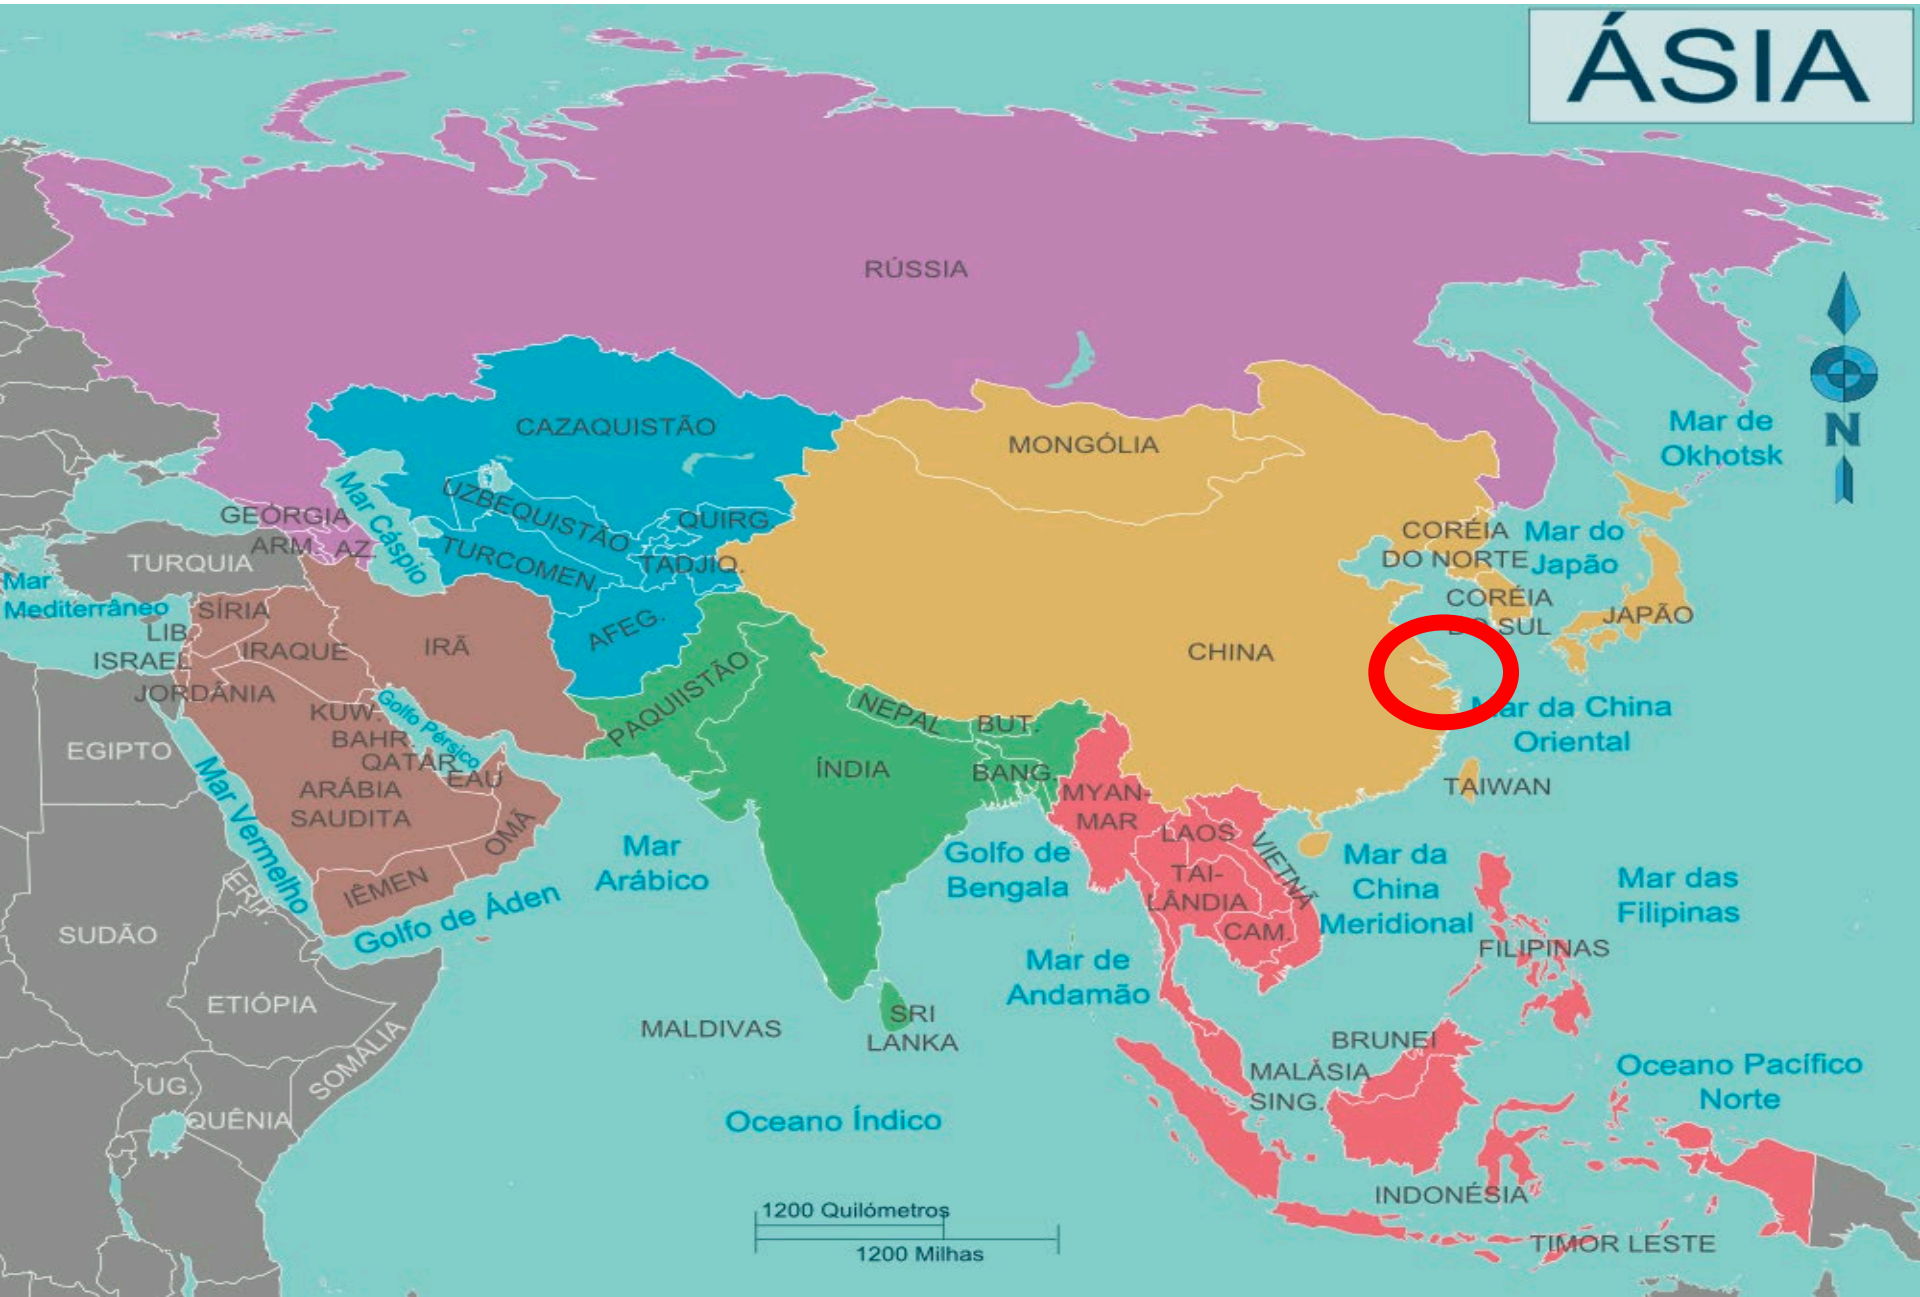 ÁSIA
RÚSSIA
CAZAQUISTÃO
MONGÓLIA
Mar de
Okhotsk
N
UZBEQUISTÃO
QUIRG.
Mar Cáspio
GEÓRGIA
ARM.
AZ.
TURQUIA
TURCOMEN.
TADJIQ.
CORÉIA
DO NORTE
Mar do
Japão
Mar
Mediterrâneo
SÍRIA
LIB.
ISRAEL
IRAQUE
IRÃ
AFEG.
CORÉIA
DO SUL
JAPÃO
CHINA
JORDÂNIA
KUW.
BAHR.
QATAR
EAU
Golfo Pérsico
PAQUIISTÃO
NEPAL
BUT.
Mar da China
Oriental
EGIPTO
Mar Vermelho
ARÁBIA
SAUDITA
OMÃ
ÍNDIA
BANG.
MYAN-
MAR
TAIWAN
LAOS
VIETNÃ
Mar
Arábico
Golfo de
Bengala
TAI-
LÂNDIA
CAM.
Mar da
China
Meridional
Mar das
Filipinas
ERIT
IÊMEN
Golfo de Áden
SUDÃO
FILIPINAS
Mar de
Andamão
ETIÓPIA
SRI
LANKA
MALDIVAS
SOMÁLIA
BRUNEI
MALÁSIA
SING.
Oceano Pacífico
Norte
UG.
QUÊNIA
Oceano Índico
INDONÉSIA
1200 Quilómetros
1200 Milhas
TIMOR LESTE